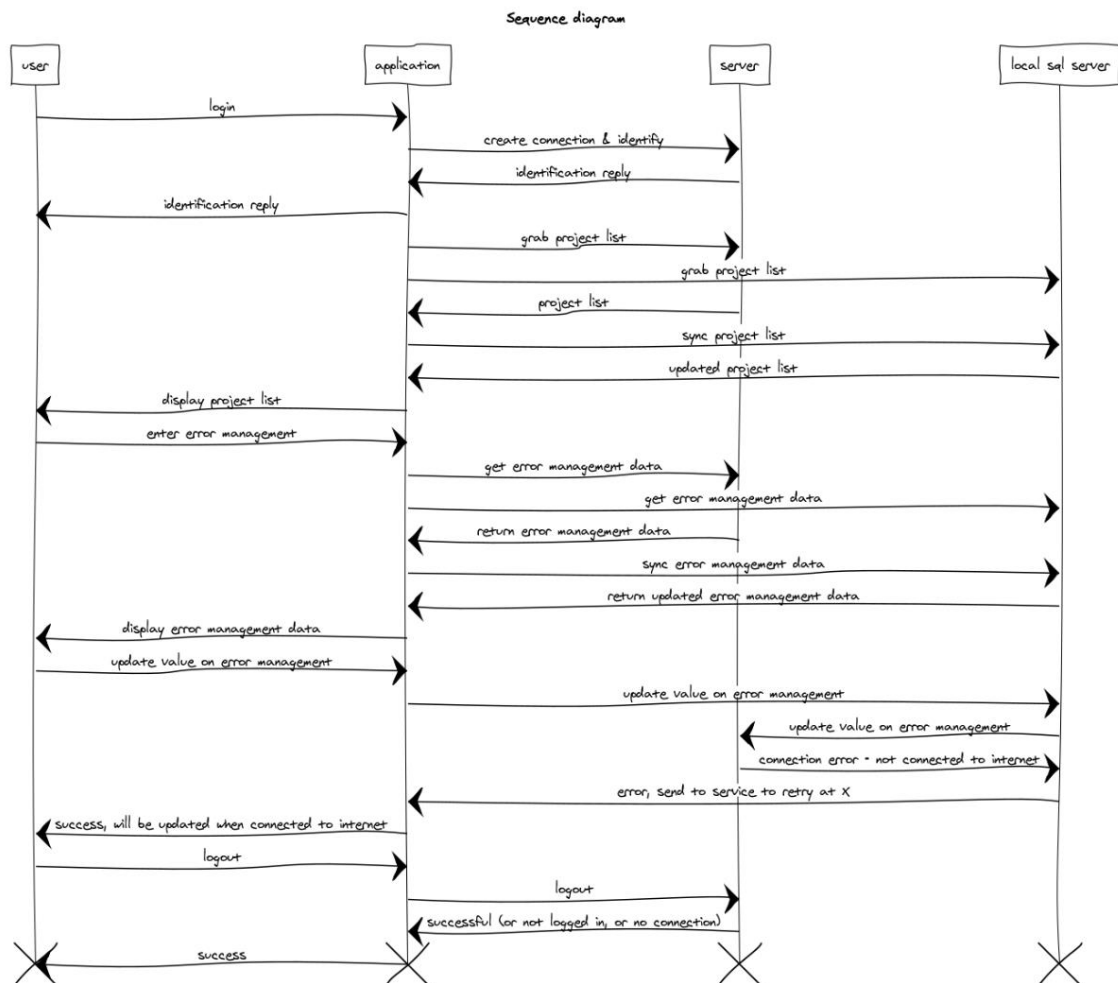 Sequence diagram
user
application
server
local sql server
login
create connection & identify
identification reply
identification reply
grab project list
grab project list
project list
sync project list
updated project list
display project list
enter error management
get error management data
get error management data
return error management data
sync error management data
return updated error management data
display error management data
update value on error management
update value on error management
update value on error management
connection error - not connected to internet
error, send to service to retry at X
success, will be updated when connected to internet
logout
logout
successful (or not logged in, or no connection)
success